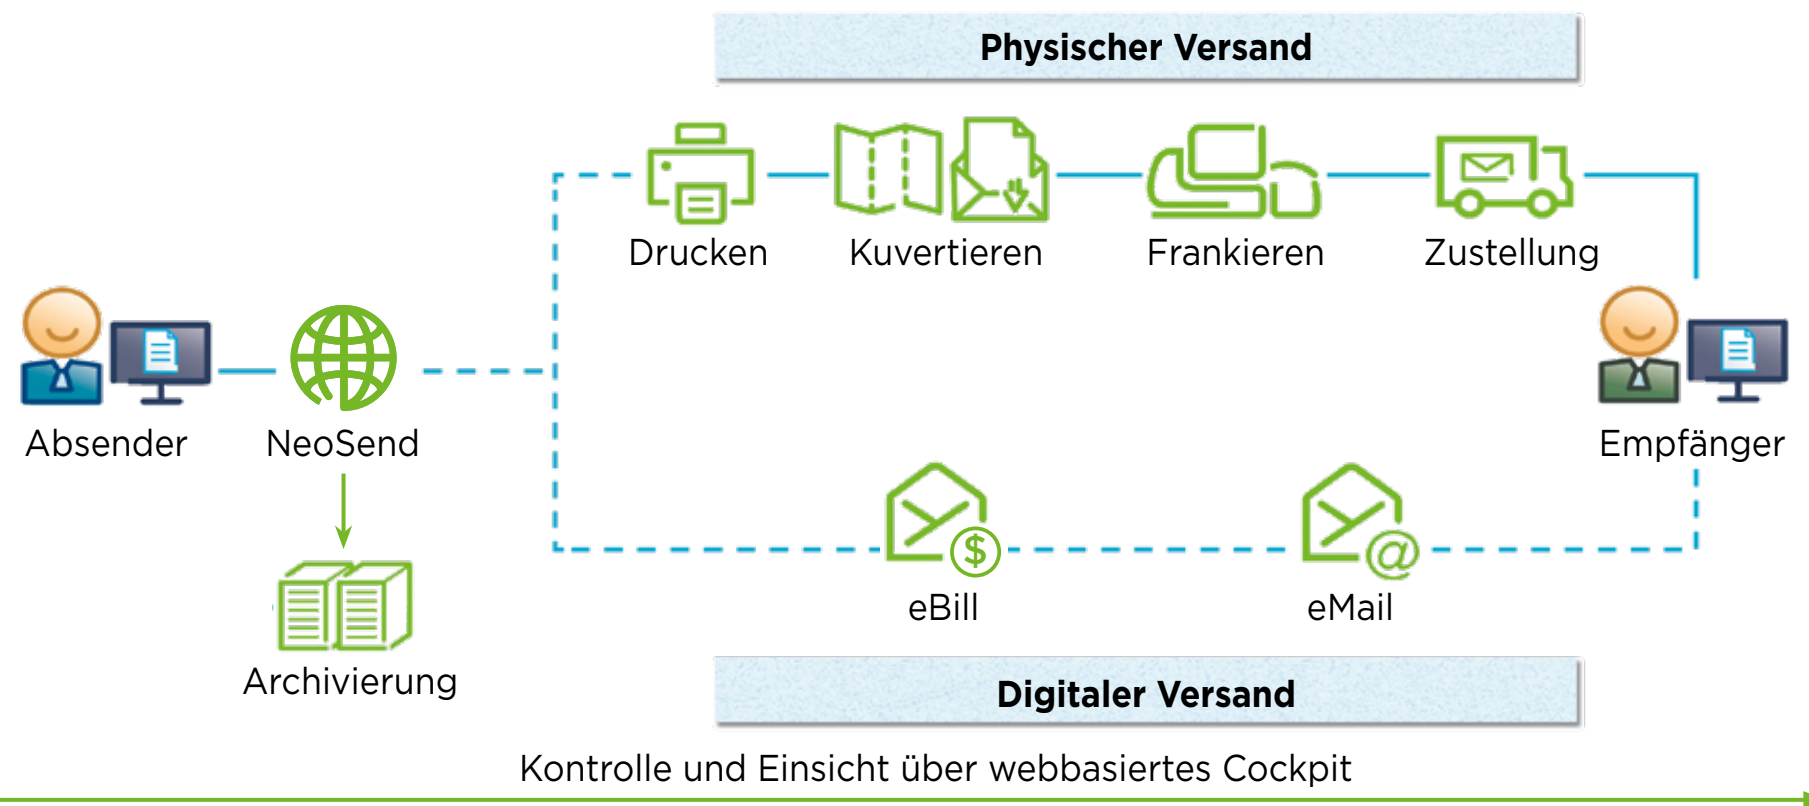 Physischer Versand
Drucken
Kuvertieren
Frankieren
Zustellung
Absender
NeoSend
Empfänger
$
@
eBill
eMail
Archivierung
Digitaler Versand
Kontrolle und Einsicht über webbasiertes Cockpit